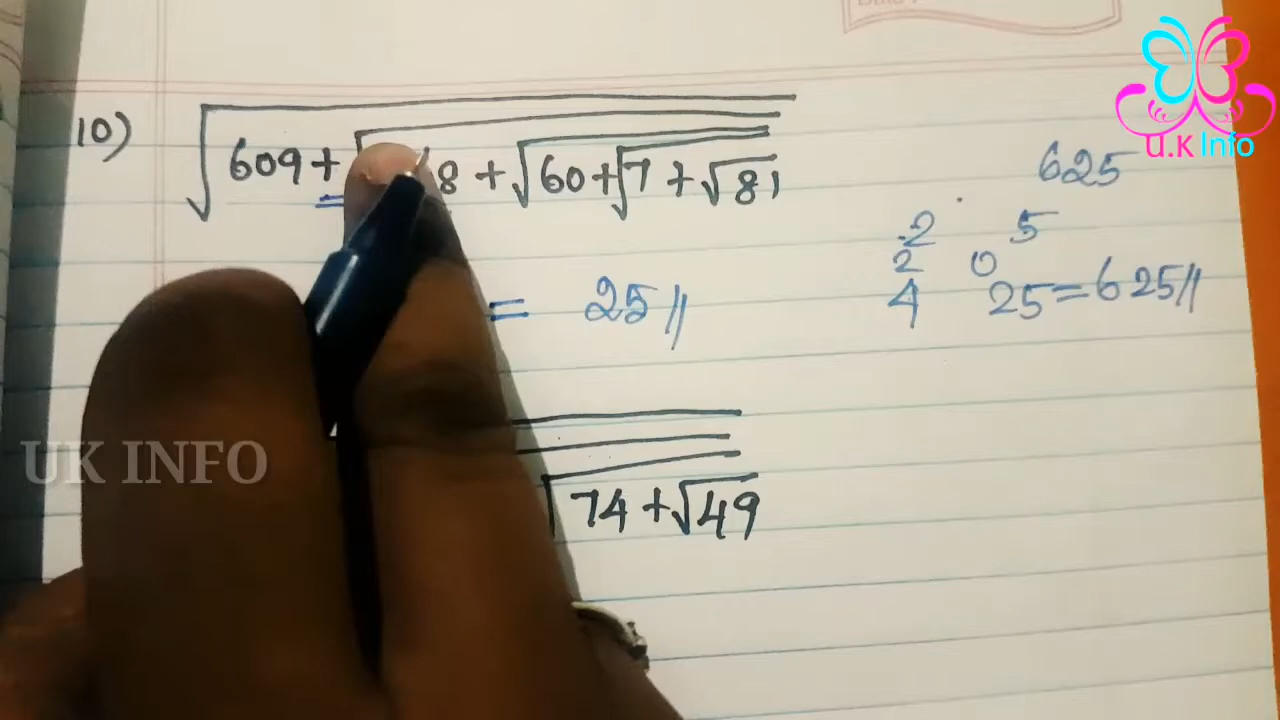 10) √609 + √ 8 + √60 + √7 + √81
625
2 5
2 0
= 25 //
4 25 = 625 //
√74 + √49
U.K Info
UK INFO